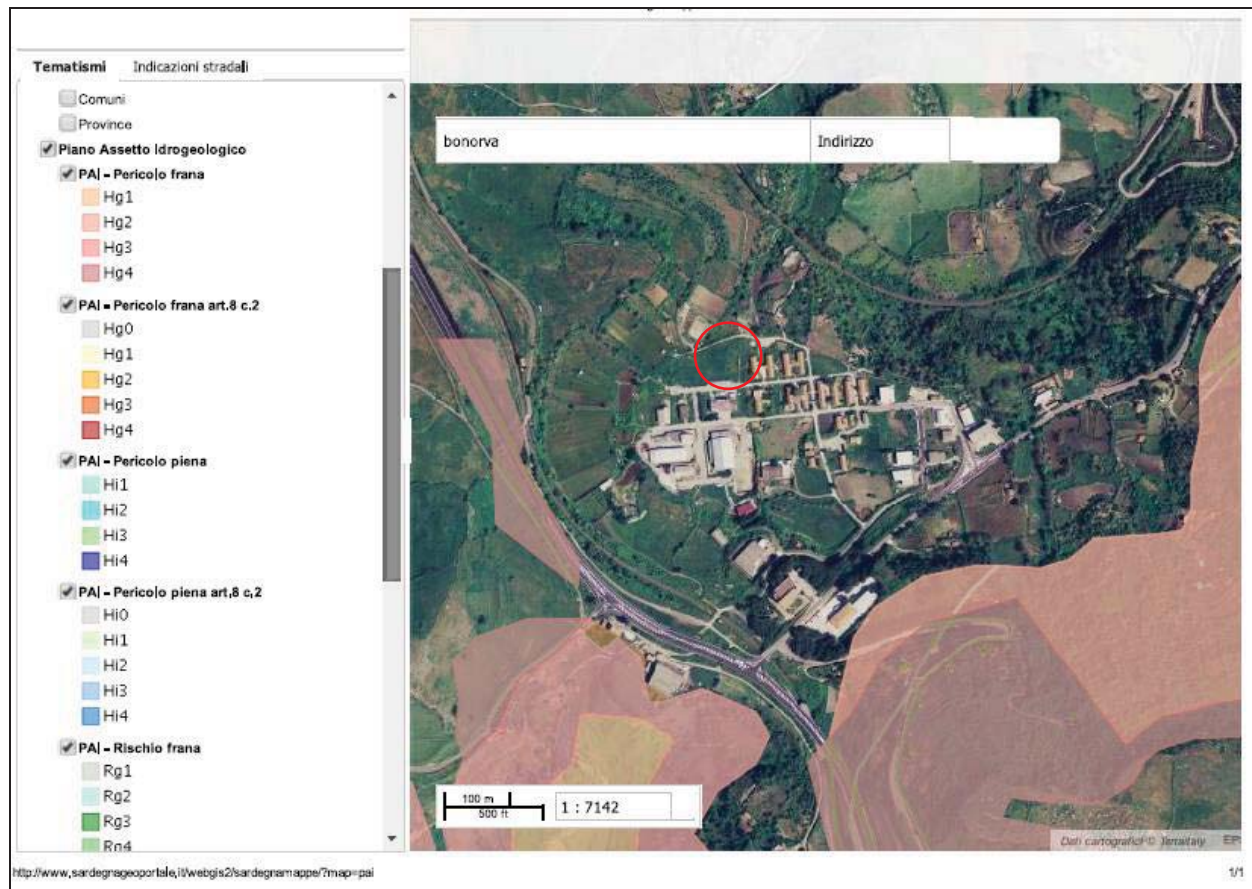 Tematismi Indicazioni stradali
Comuni
Province
Piano Assetto Idrogeologico
PAI - Pericolo frana
Hg1
Hg2
Hg3
Hg4
PAI - Pericolo frana art.8 c.2
Hg0
Hg1
Hg2
Hg3
Hg4
PAI - Pericolo piena
Hi1
Hi2
Hi3
Hi4
PAI - Pericolo piena art,8 c,2
Hi0
Hi1
Hi2
Hi3
Hi4
PAI - Rischio frana
Rg1
Rg2
Rg3
Rg4
bonorva Indirizzo
100 m
500 ft
1 : 7142
Dati cartografici © Terraitaly EP
http://www,sardegnageoportale,it/webgis2/sardegnamappe/?map=pai
1/1